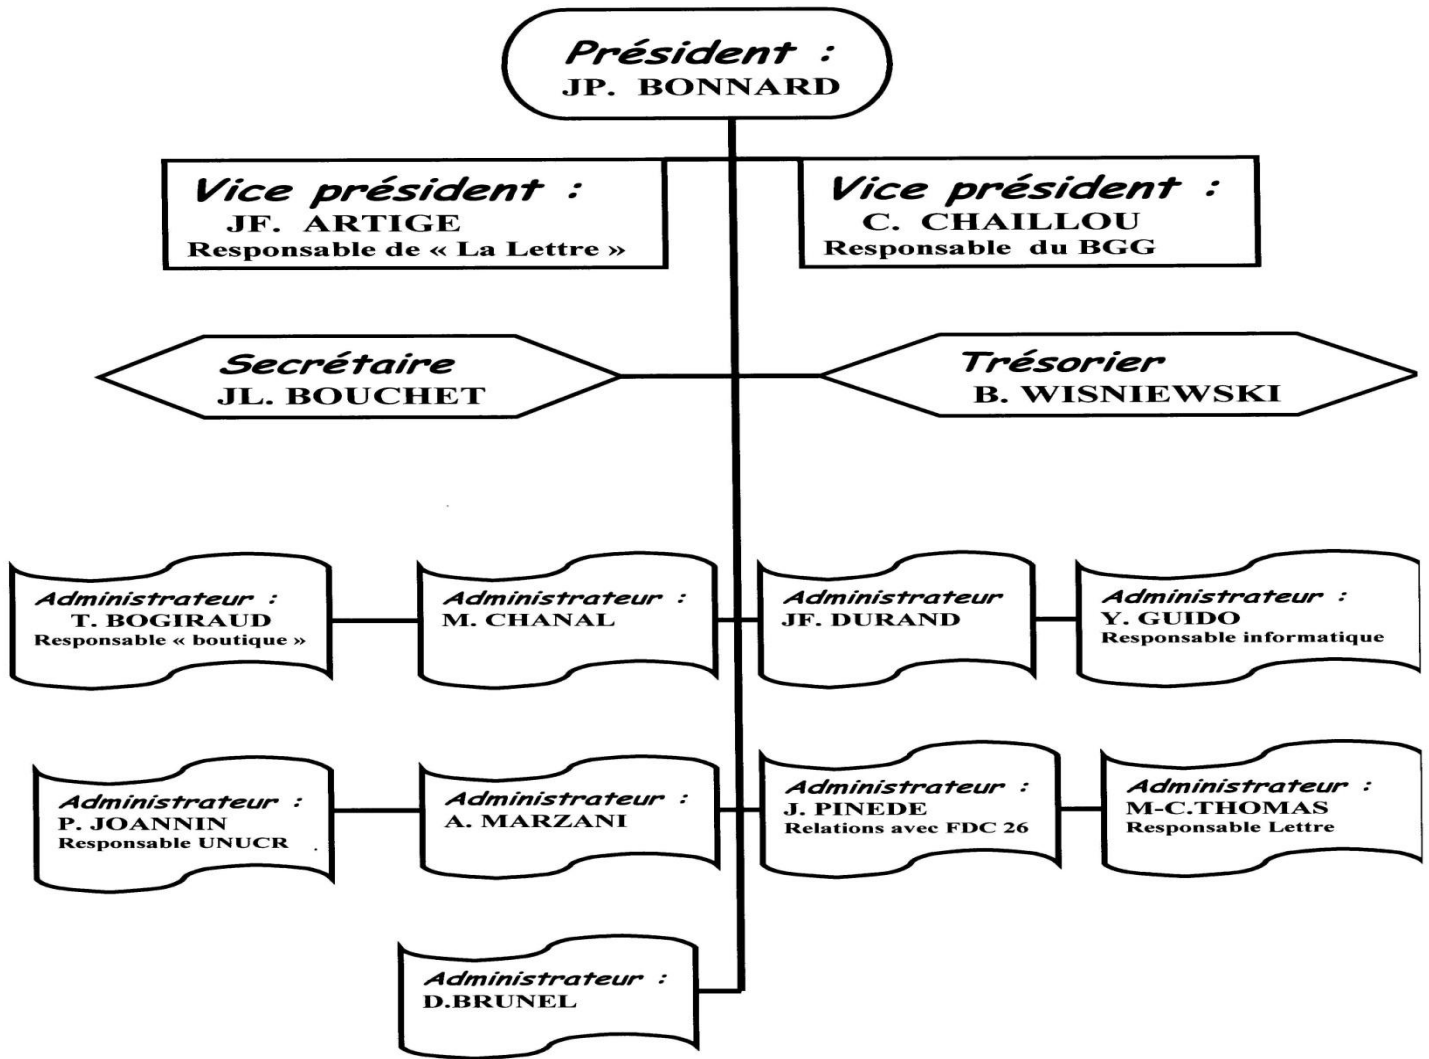 Président :
JP. BONNARD
Vice président :
JF. ARTIGE
Responsable de « La Lettre »
Vice président :
C. CHAILLOU
Responsable du BGG
Secrétaire
JL. BOUCHET
Trésorier
B. WISNIEWSKI
Administrateur :
T. BOGIRAUD
Responsable « boutique »
Administrateur :
M. CHANAL
Administrateur
JF. DURAND
Administrateur :
Y. GUIDO
Responsable informatique
Administrateur :
P. JOANNIN
Responsable UNUCR
Administrateur :
A. MARZANI
Administrateur :
J. PINEDE
Relations avec FDC 26
Administrateur :
M-C.THOMAS
Responsable Lettre
Administrateur :
D.BRUNEL